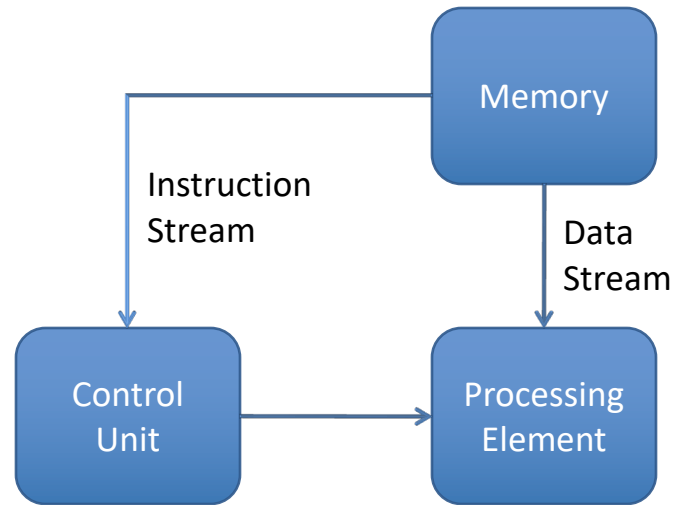 Memory
Instruction
Stream
Data
Stream
Control
Unit
Processing
Element